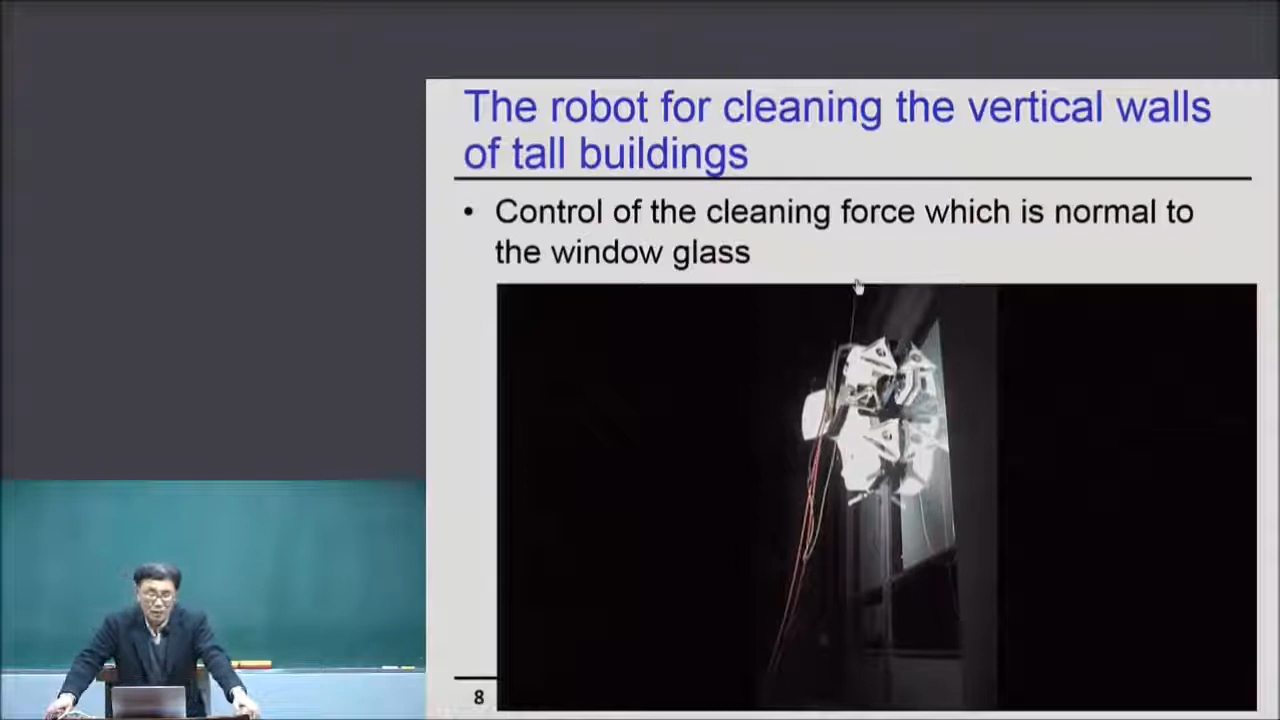 The robot for cleaning the vertical walls
of tall buildings
• Control of the cleaning force which is normal to
the window glass
8